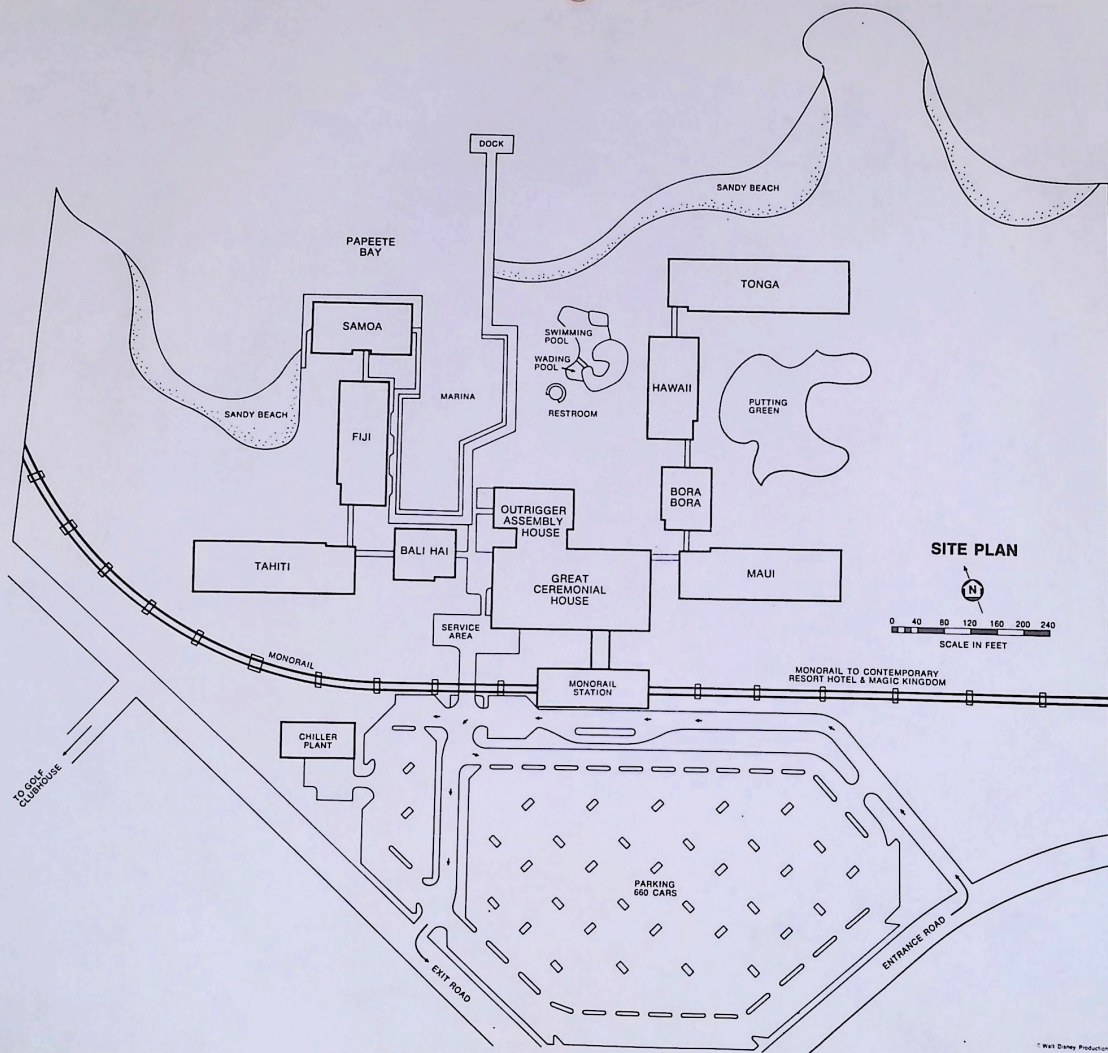 DOCK
SANDY BEACH
PAPEETE
BAY
TONGA
SAMOA
SWIMMING
POOL
WADING
POOL
HAWAII
MARINA
PUTTING
GREEN
RESTROOM
SANDY BEACH
FIJI
BORA
BORA
OUTRIGGER
ASSEMBLY
HOUSE
TAHITI
BALI HAI
GREAT
CEREMONIAL
HOUSE
MAUI
SITE PLAN
N
0 40 80 120 160 200 240
SCALE IN FEET
SERVICE
AREA
MONORAIL
MONORAIL
STATION
MONORAIL TO CONTEMPORARY
RESORT HOTEL & MAGIC KINGDOM
CHILLER
PLANT
TO GOLF
CLUBHOUSE
PARKING
660 CARS
ENTRANCE ROAD
EXIT ROAD
© Walt Disney Production